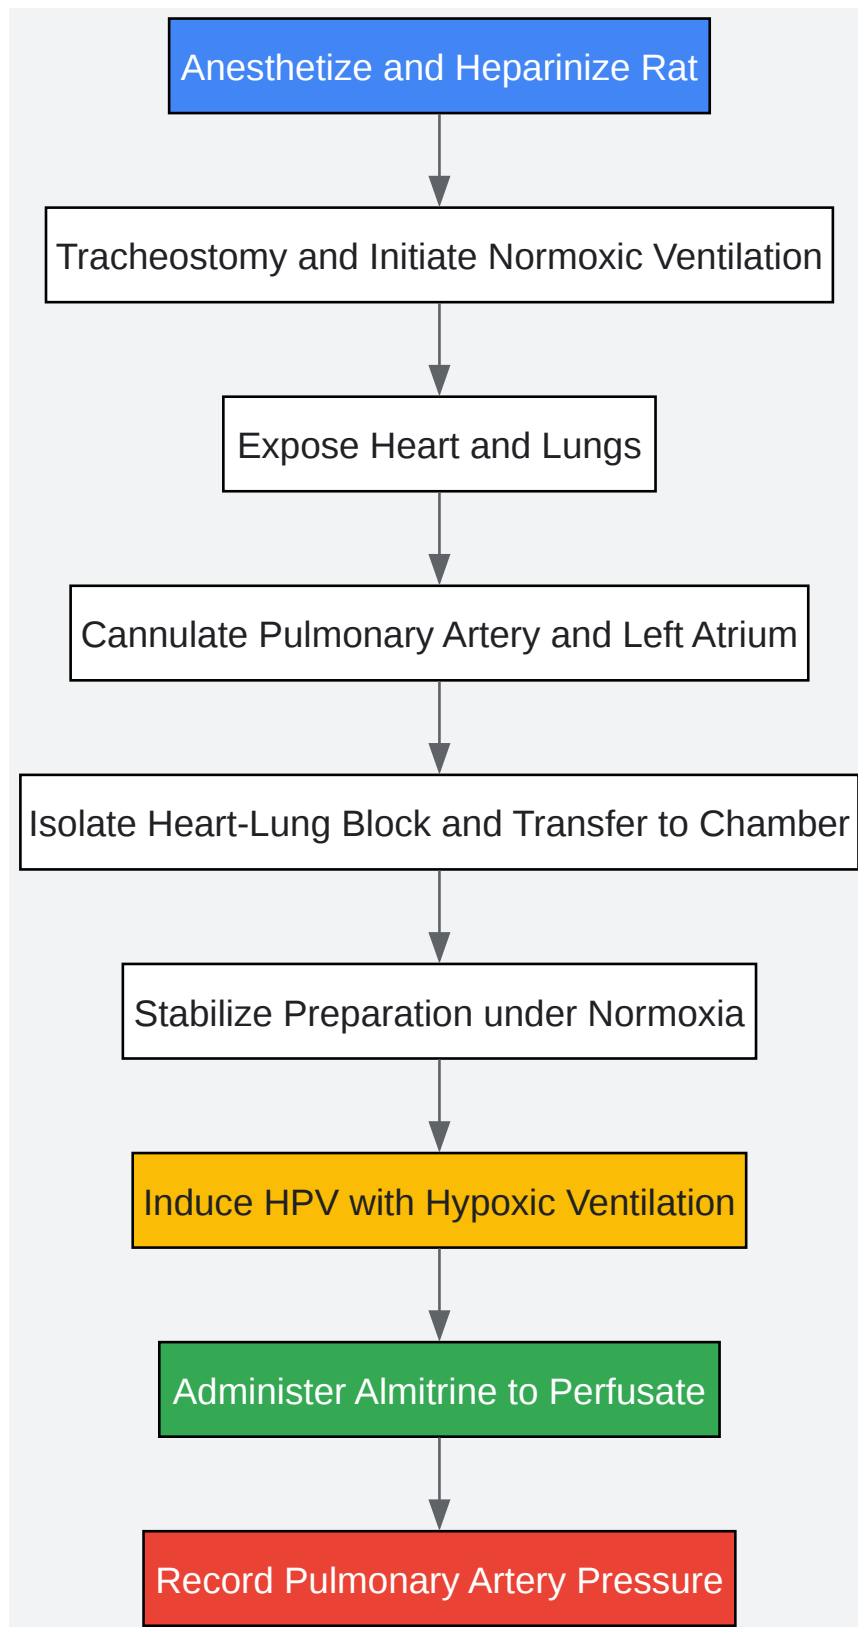 Anesthetize and Heparinize Rat
Tracheostomy and Initiate Normoxic Ventilation
Expose Heart and Lungs
Cannulate Pulmonary Artery and Left Atrium
Isolate Heart-Lung Block and Transfer to Chamber
Stabilize Preparation under Normoxia
Induce HPV with Hypoxic Ventilation
Administer Almitrine to Perfusate
Record Pulmonary Artery Pressure